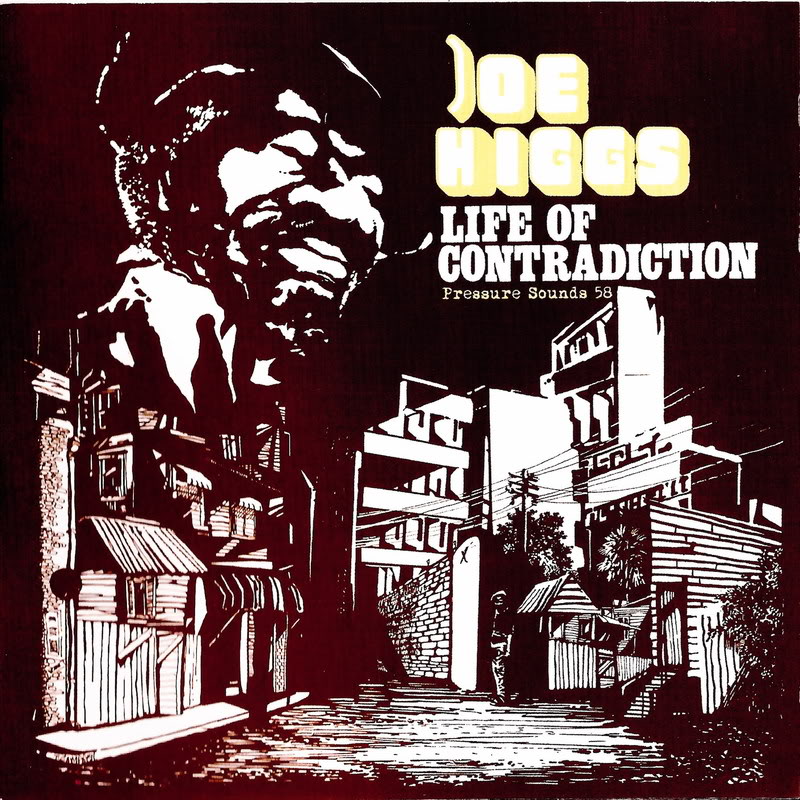 JOE
HIGGS
LIFE OF
CONTRADICTION
Pressure Sounds 58
X